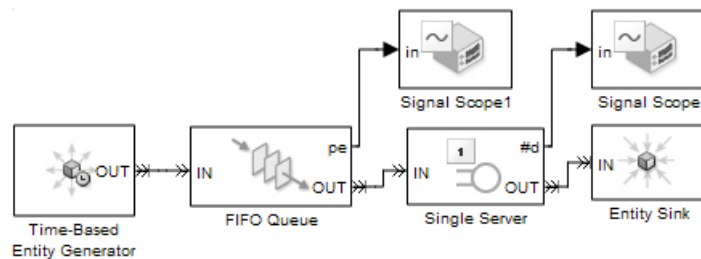 in
Signal Scope1
in
Signal Scope
OUT
Time-Based
Entity Generator
IN
pe
OUT
FIFO Queue
IN
1
#d
OUT
Single Server
IN
Entity Sink